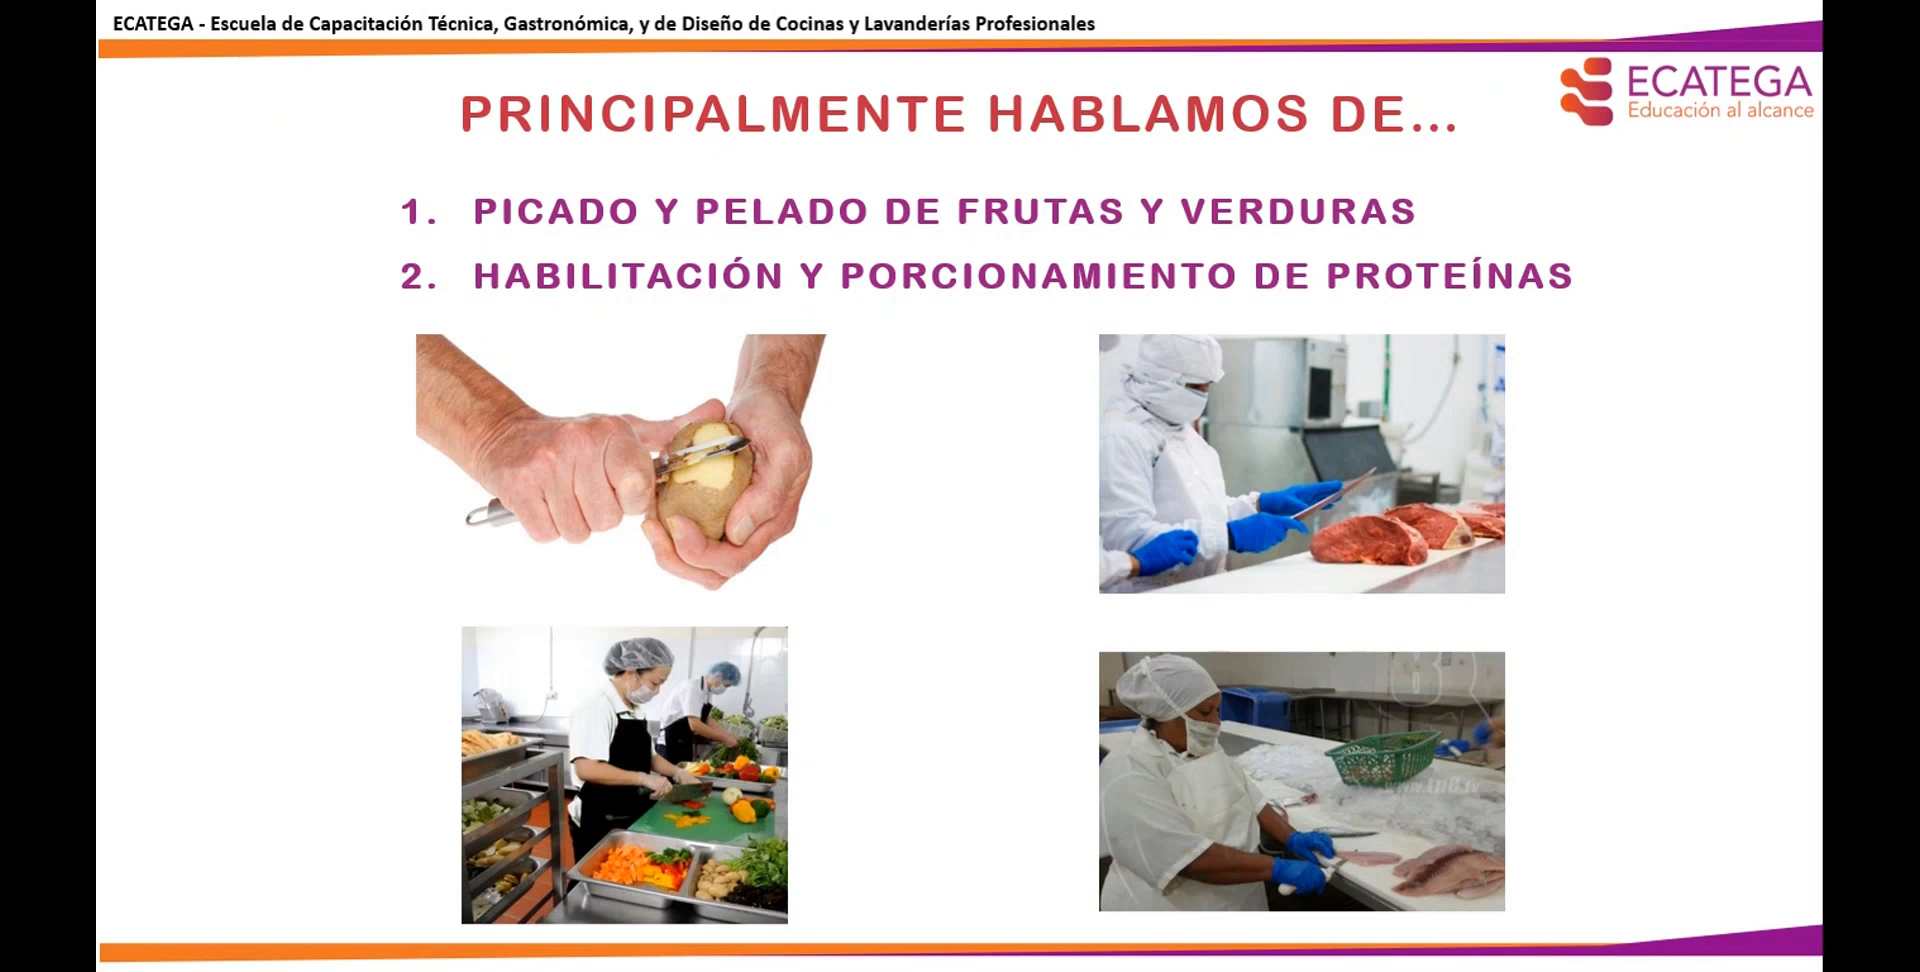 ECATEGA - Escuela de Capacitación Técnica, Gastronómica, y de Diseño de Cocinas y Lavanderías Profesionales
ECATEGA
Educación al alcance
PRINCIPALMENTE HABLAMOS DE...
1. PICADO Y PELADO DE FRUTAS Y VERDURAS
2. HABILITACIÓN Y PORCIONAMIENTO DE PROTEÍNAS